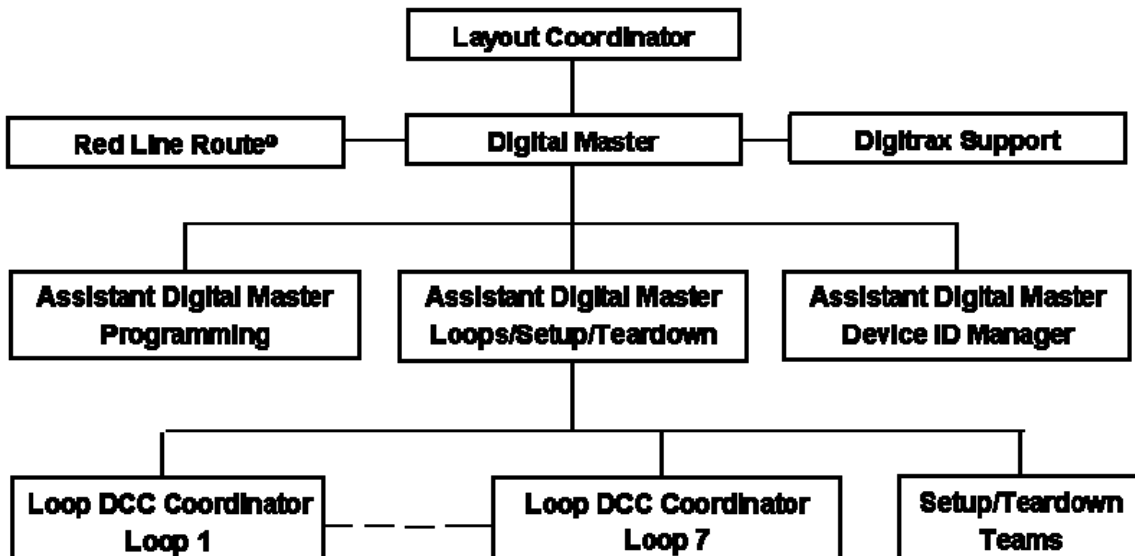 Layout Coordinator
Red Line Route®
Digital Master
Digitrax Support
Assistant Digital Master
Programming
Assistant Digital Master
Loops/Setup/Teardown
Assistant Digital Master
Device ID Manager
Loop DCC Coordinator
Loop 1
Loop DCC Coordinator
Loop 7
Setup/Teardown
Teams